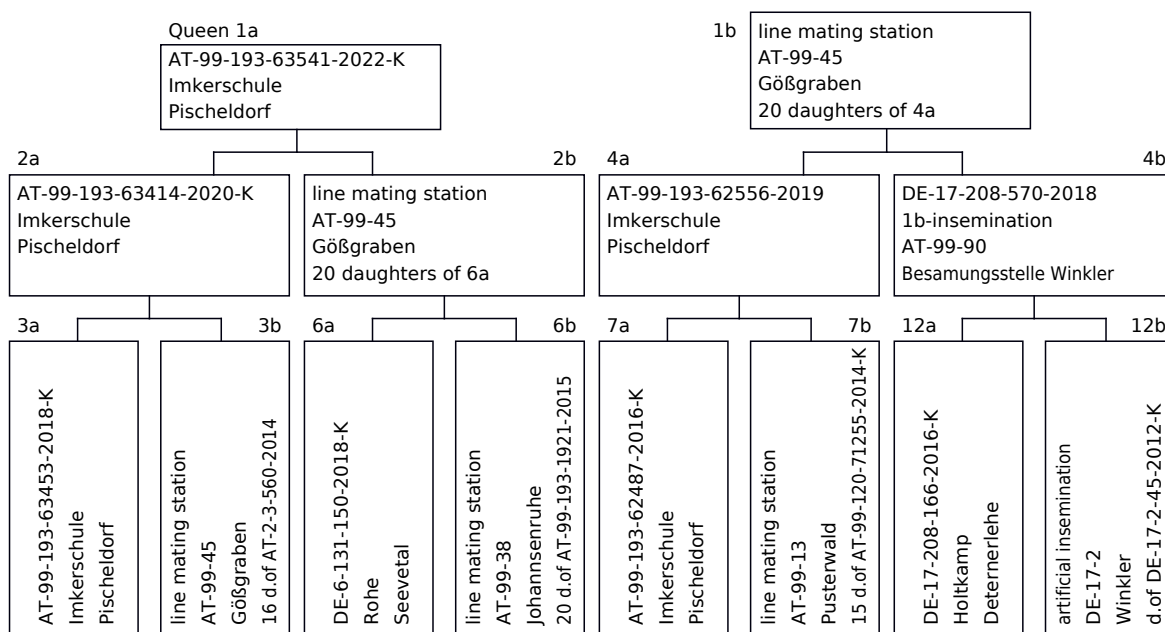 Queen 1a
AT-99-193-63541-2022-K
Imkerschule
Pischeldorf
1b
line mating station
AT-99-45
Gößgraben
20 daughters of 4a
2a
AT-99-193-63414-2020-K
Imkerschule
Pischeldorf
2b
line mating station
AT-99-45
Gößgraben
20 daughters of 6a
4a
AT-99-193-62556-2019
Imkerschule
Pischeldorf
4b
DE-17-208-570-2018
1b-insemination
AT-99-90
Besamungsstelle Winkler
3a
AT-99-193-63453-2018-K
Imkerschule
Pischeldorf
3b
line mating station
AT-99-45
Gößgraben
16 d.of AT-2-3-560-2014
6a
DE-6-131-150-2018-K
Rohe
Seevetal
6b
line mating station
AT-99-38
Johannsenruhe
20 d.of AT-99-193-1921-2015
7a
AT-99-193-62487-2016-K
Imkerschule
Pischeldorf
7b
line mating station
AT-99-13
Pusterwald
15 d.of AT-99-120-71255-2014-K
12a
DE-17-208-166-2016-K
Holtkamp
Deternerlehe
12b
artificial insemination
DE-17-2
Winkler
d.of DE-17-2-45-2012-K